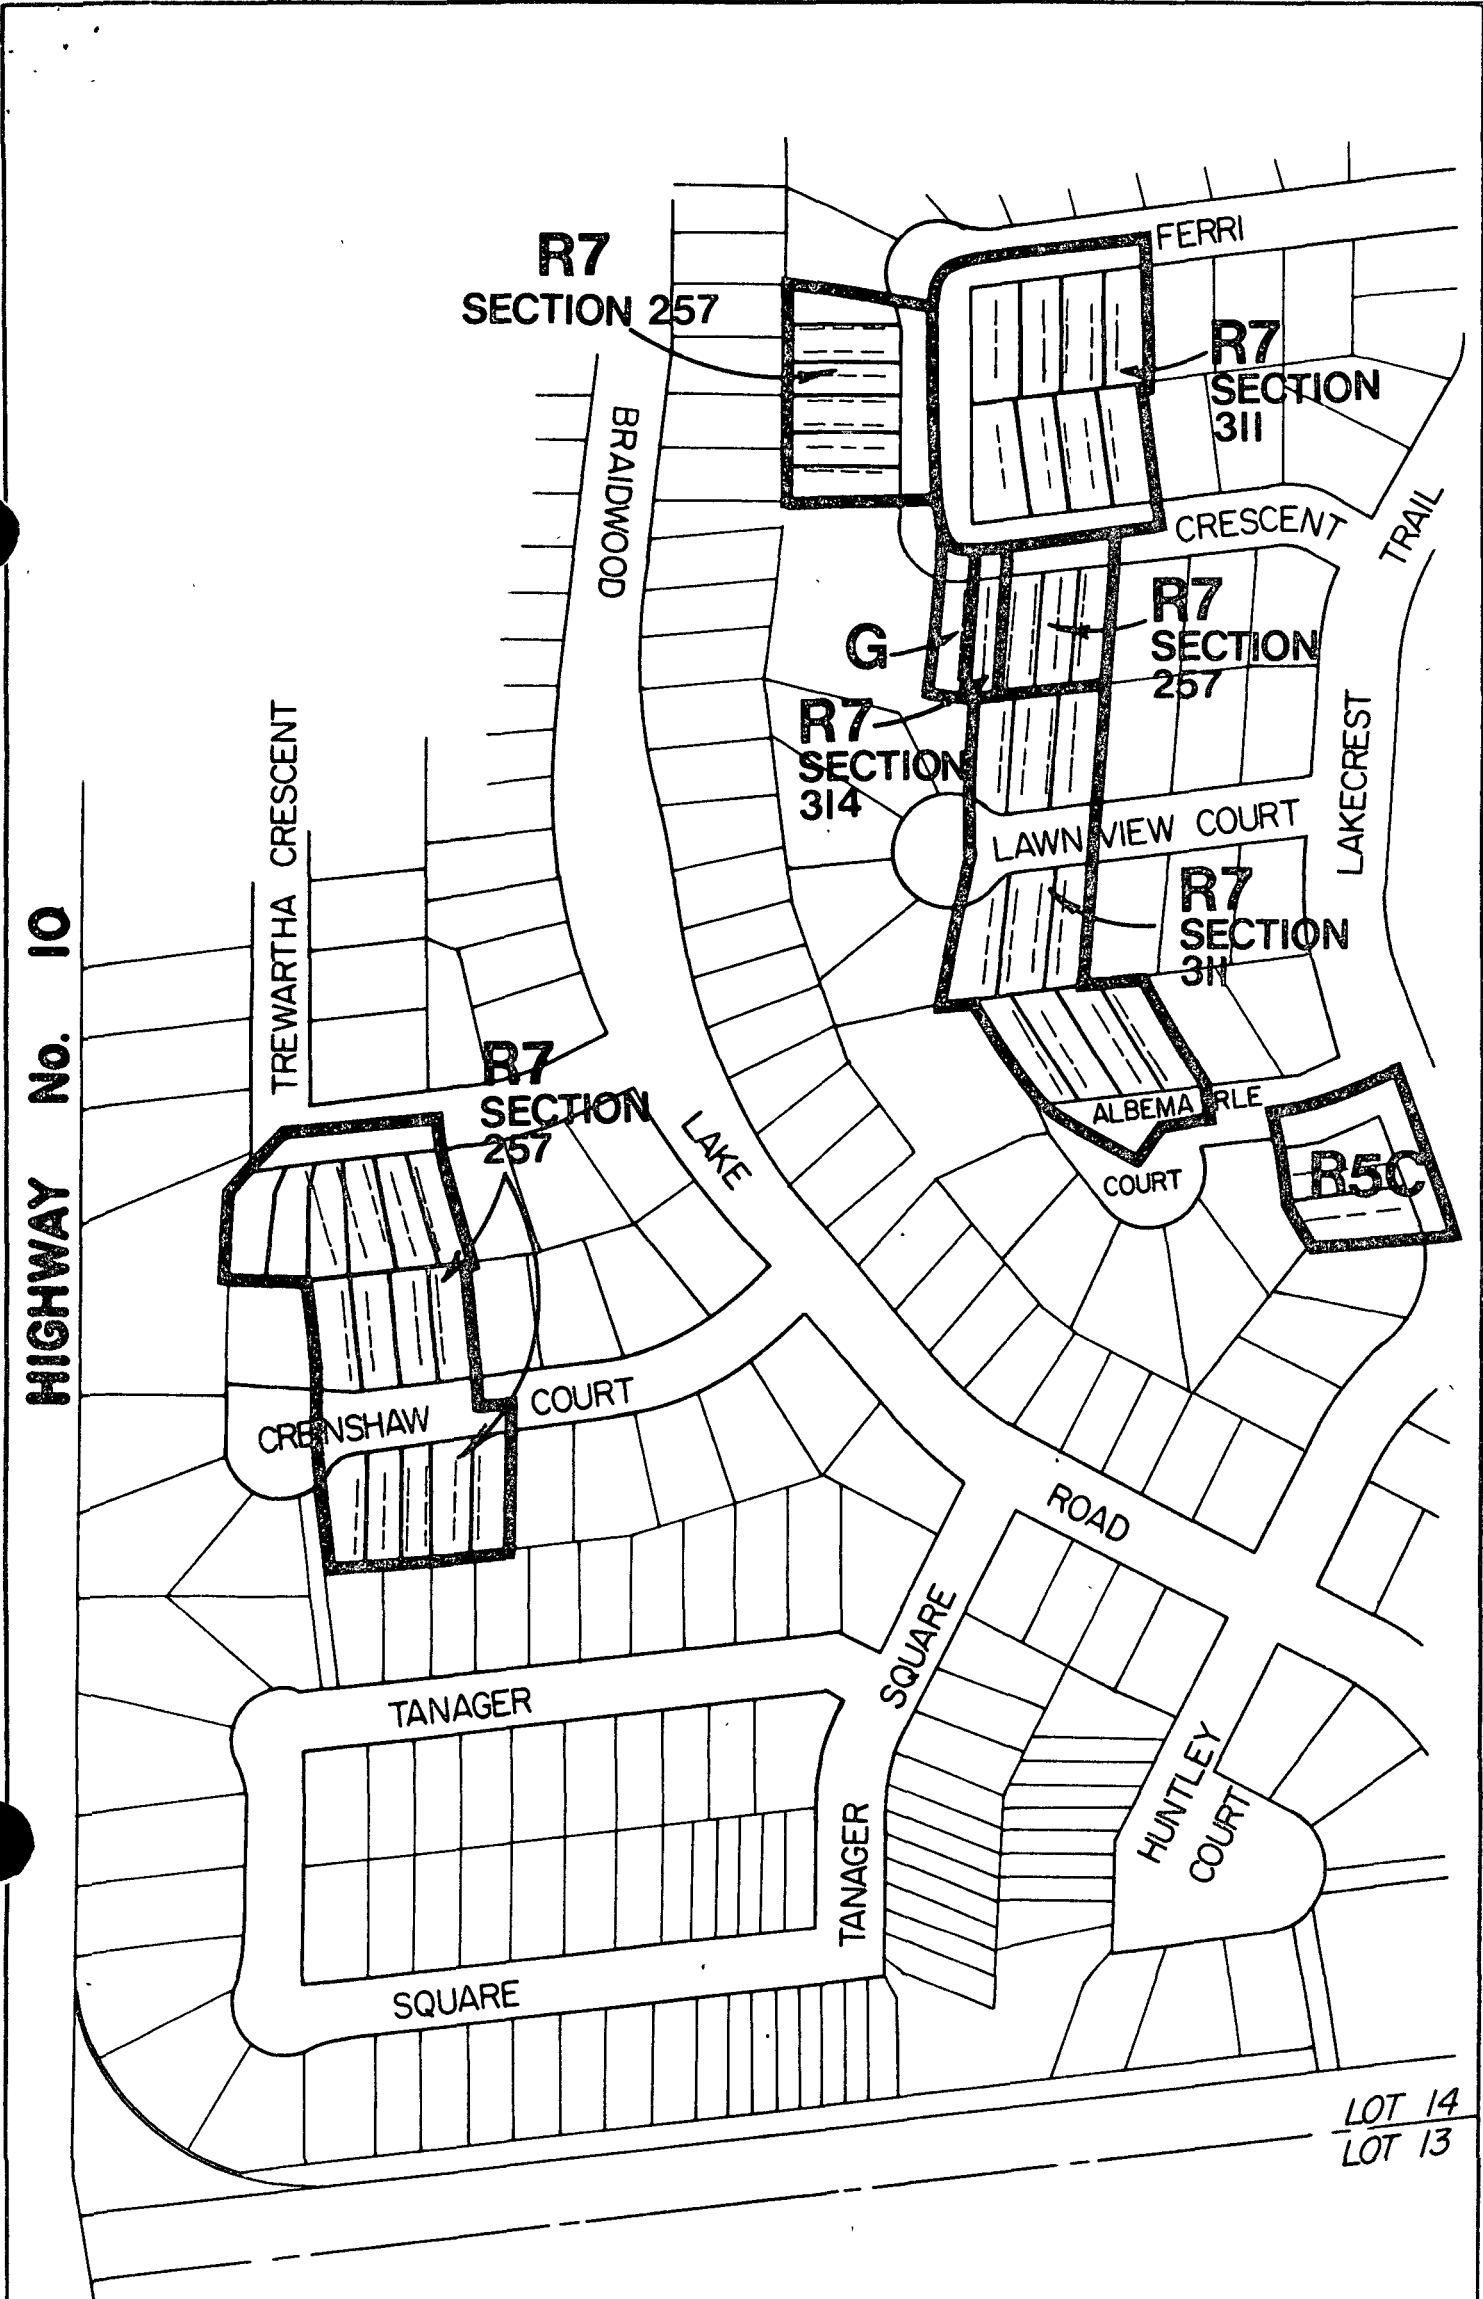 FERRI
R7
SECTION 257
R7
SECTION
311
BRAIDWOOD
CRESCENT
TRAIL
R7
SECTION
257
G
R7
SECTION
314
LAKECREST
TREWARTHA CRESCENT
LAWN VIEW COURT
R7
SECTION
311
HIGHWAY No. 10
R7
SECTION
257
ALBEMARLE
COURT
LAKE
R5C
CRENSHAW COURT
ROAD
SQUARE
TANAGER
HUNTLEY
COURT
TANAGER
SQUARE
LOT 14
LOT 13